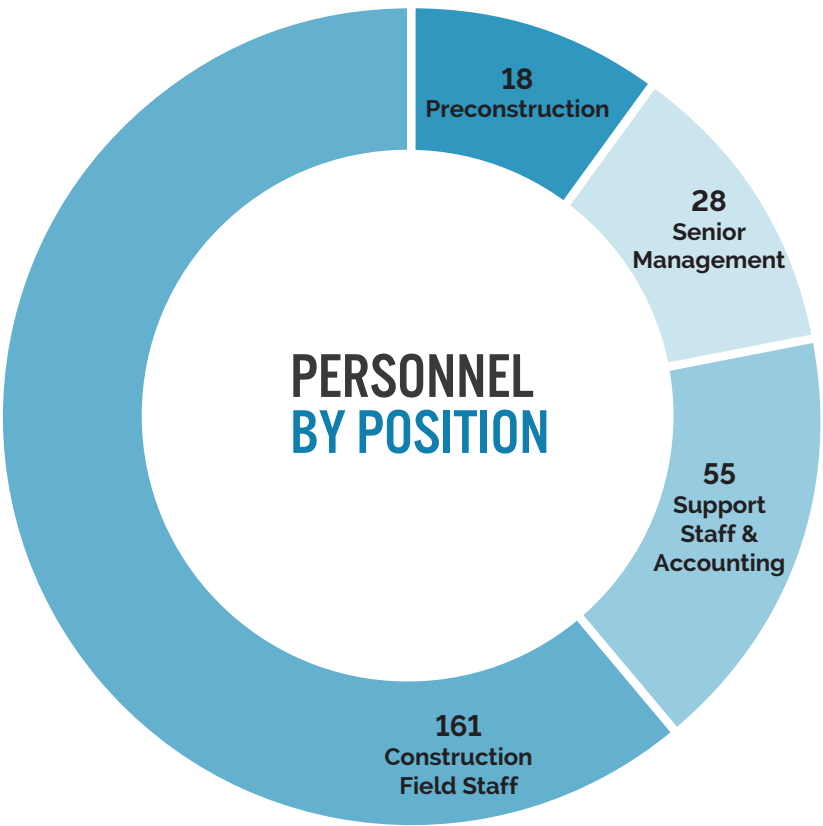 18
Preconstruction
28
Senior
Management
PERSONNEL
BY POSITION
55
Support
Staff &
Accounting
161
Construction
Field Staff